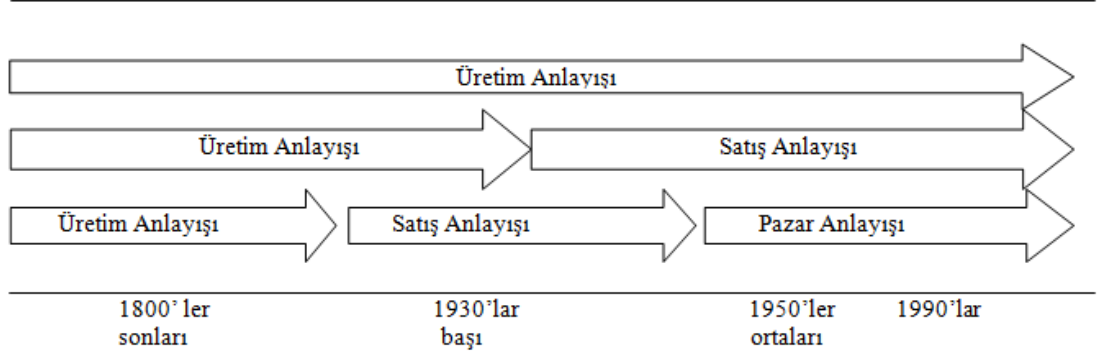 Üretim Anlayışı
Üretim Anlayışı Satış Anlayışı
Üretim Anlayışı Satış Anlayışı Pazar Anlayışı
1800’ ler 1930’lar 1950’ler 1990’lar
sonları başı ortaları